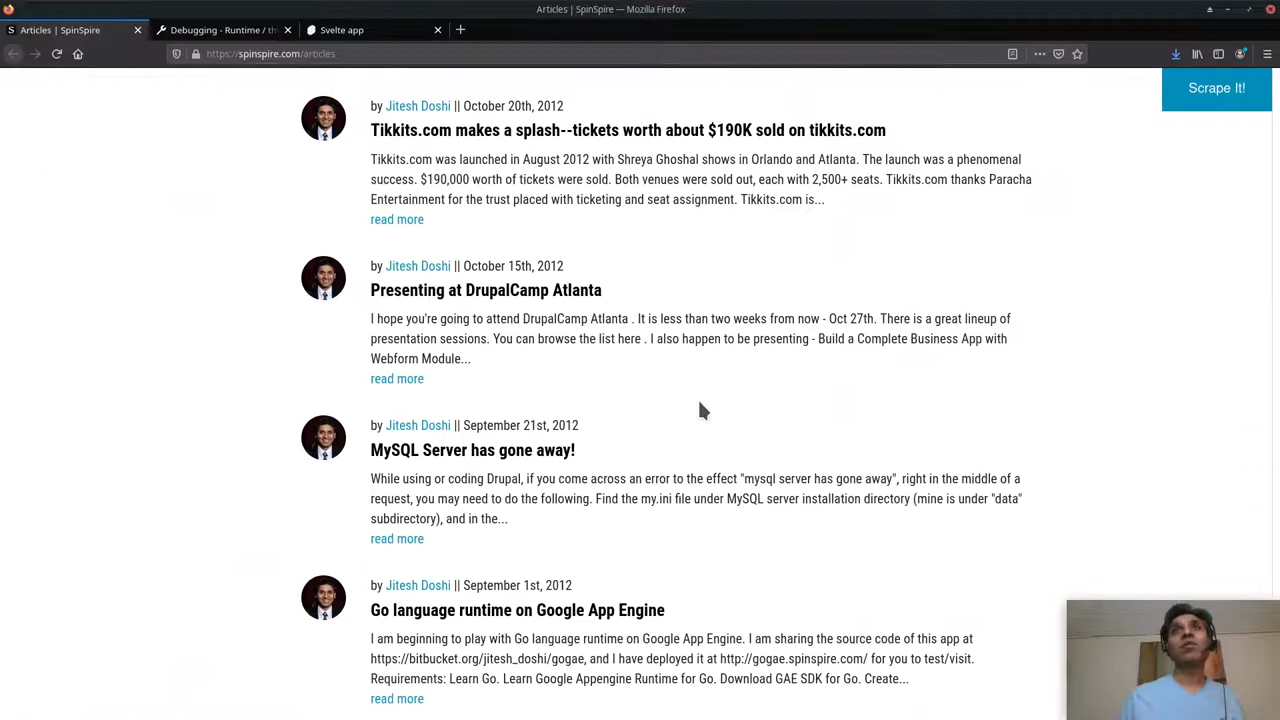 Articles | SpinSpire — Mozilla Firefox
Articles | SpinSpire
Debugging - Runtime / th
Svelte app
https://spinspire.com/articles
Scrape It!
by Jitesh Doshi || October 20th, 2012
Tikkits.com makes a splash--tickets worth about $190K sold on tikkits.com
Tikkits.com was launched in August 2012 with Shreya Ghoshal shows in Orlando and Atlanta. The launch was a phenomenal
success. $190,000 worth of tickets were sold. Both venues were sold out, each with 2,500+ seats. Tikkits.com thanks Paracha
Entertainment for the trust placed with ticketing and seat assignment. Tikkits.com is...
read more
by Jitesh Doshi || October 15th, 2012
Presenting at DrupalCamp Atlanta
I hope you're going to attend DrupalCamp Atlanta . It is less than two weeks from now - Oct 27th. There is a great lineup of
presentation sessions. You can browse the list here . I also happen to be presenting - Build a Complete Business App with
Webform Module...
read more
by Jitesh Doshi || September 21st, 2012
MySQL Server has gone away!
While using or coding Drupal, if you come across an error to the effect "mysql server has gone away", right in the middle of a
request, you may need to do the following. Find the my.ini file under MySQL server installation directory (mine is under "data"
subdirectory), and in the...
read more
by Jitesh Doshi || September 1st, 2012
Go language runtime on Google App Engine
I am beginning to play with Go language runtime on Google App Engine. I am sharing the source code of this app at
https://bitbucket.org/jitesh_doshi/gogae, and I have deployed it at http://gogae.spinspire.com/ for you to test/visit.
Requirements: Learn Go. Learn Google Appengine Runtime for Go. Download GAE SDK for Go. Create...
read more